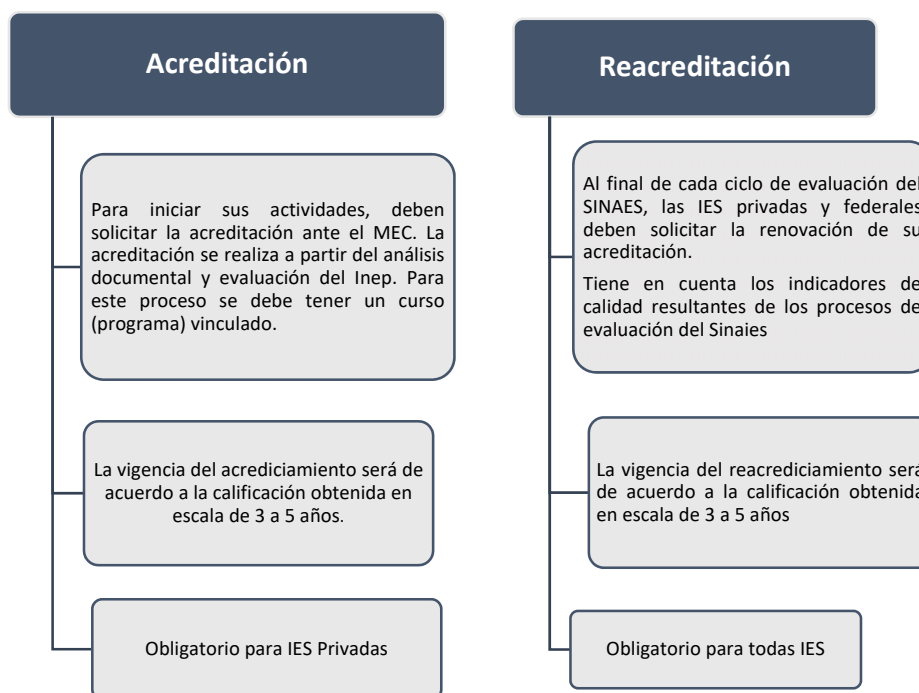 Acreditación
Para iniciar sus actividades, deben
solicitar la acreditación ante el MEC. La
acreditación se realiza a partir del análisis
documental y evaluación del Inep. Para
este proceso se debe tener un curso
(programa) vinculado.
La vigencia del acrediciamiento será de
acuerdo a la calificación obtenida en
escala de 3 a 5 años.
Obligatorio para IES Privadas
Reacreditación
Al final de cada ciclo de evaluación del
SINAES, las IES privadas y federales
deben solicitar la renovación de su
acreditación.
Tiene en cuenta los indicadores de
calidad resultantes de los procesos de
evaluación del Sinaies
La vigencia del reacrediciamiento será
de acuerdo a la calificación obtenida
en escala de 3 a 5 años
Obligatorio para todas IES